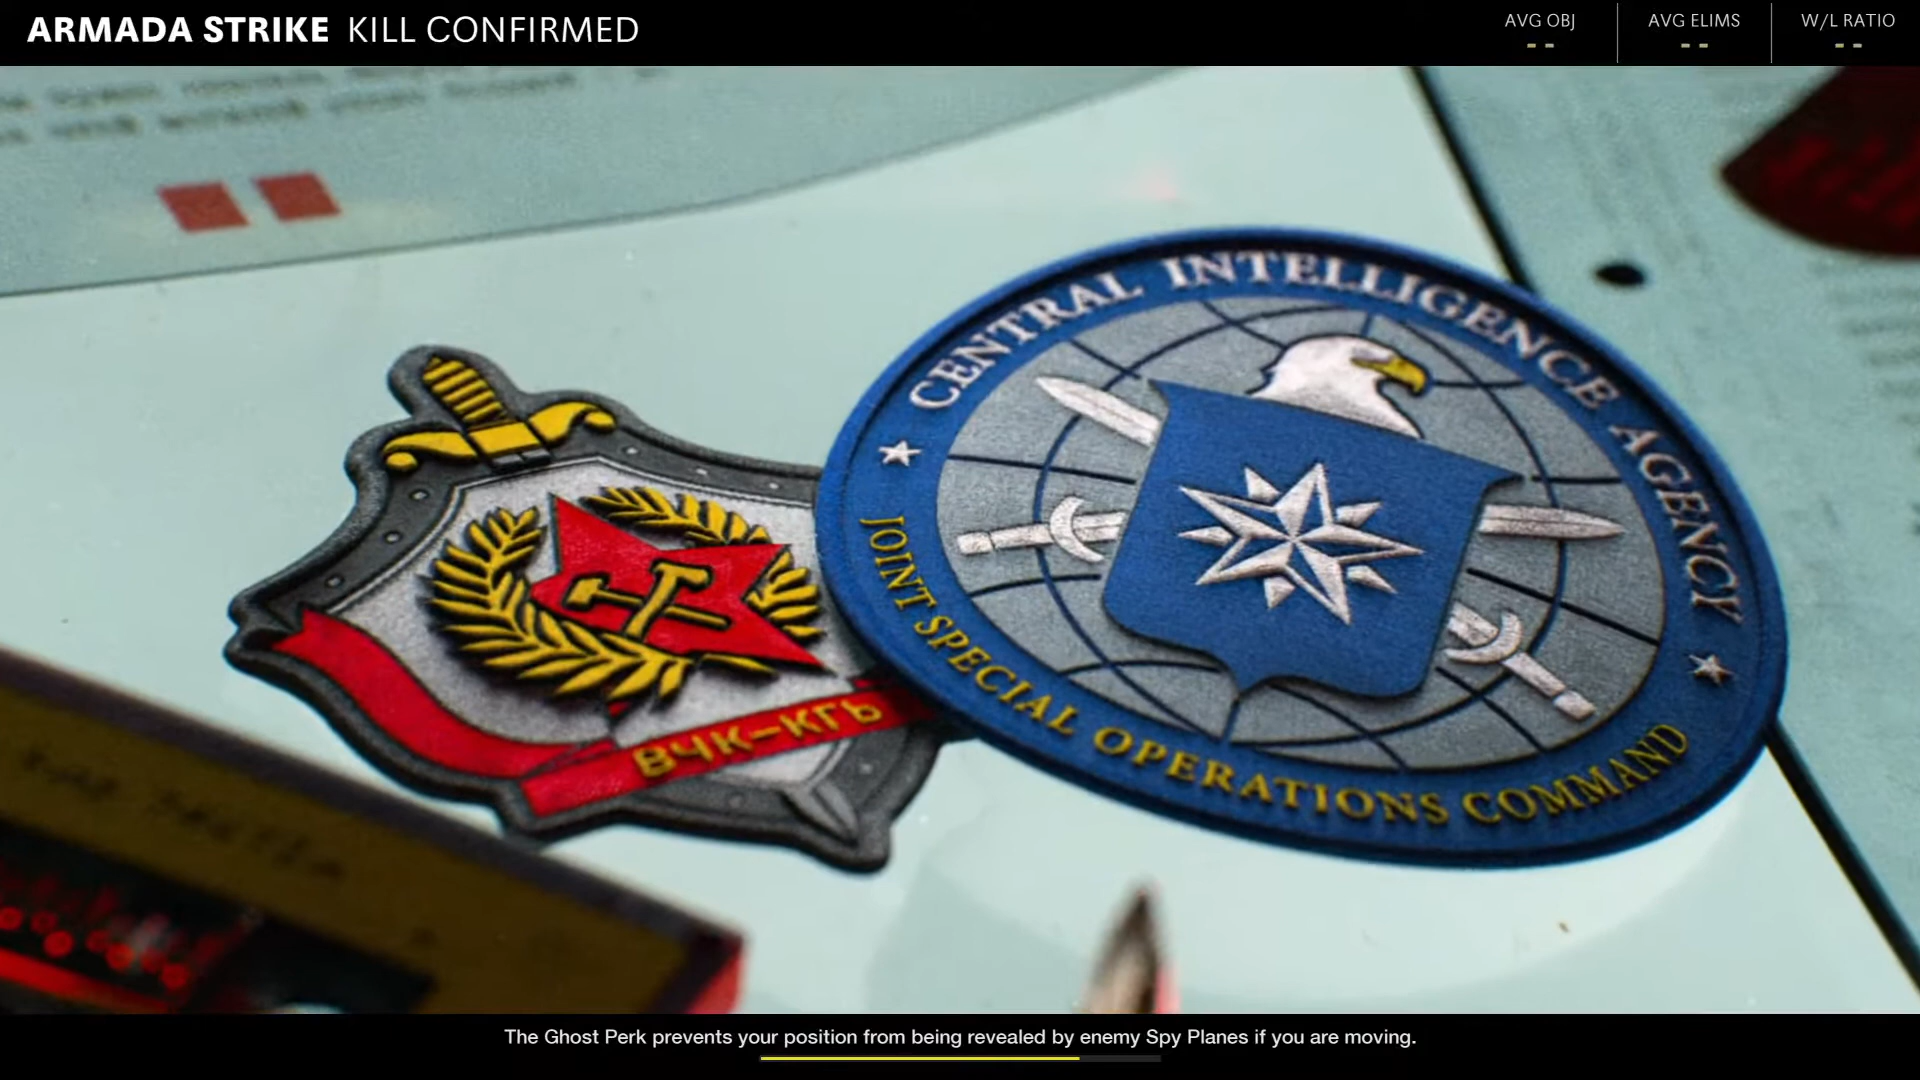 ARMADA STRIKE KILL CONFIRMED
AVG OBJ
--
AVG ELIMS
--
W/L RATIO
--
CENTRAL INTELLIGENCE AGENCY
JOINT SPECIAL OPERATIONS COMMAND
ВЧК–КГЬ
The Ghost Perk prevents your position from being revealed by enemy Spy Planes if you are moving.